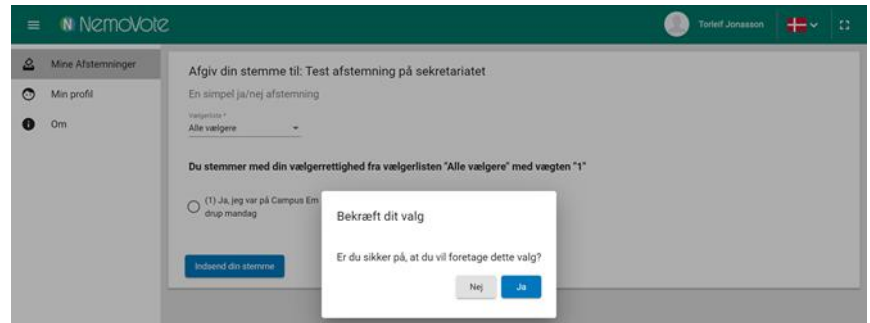 NemoVote
Torleif Jonasson
Mine Afstemninger
Min profil
Om
Afgiv din stemme til: Test afstemning på sekretariatet
En simpel ja/nej afstemning
Vælgerliste *
Alle vælgere
Du stemmer med din vælgerrettighed fra vælgerlisten "Alle vælgere" med vægten "1"
(1) Ja, jeg var på Campus Em
drup mandag
Indsend din stemme
Bekræft dit valg
Er du sikker på, at du vil foretage dette valg?
Nej
Ja